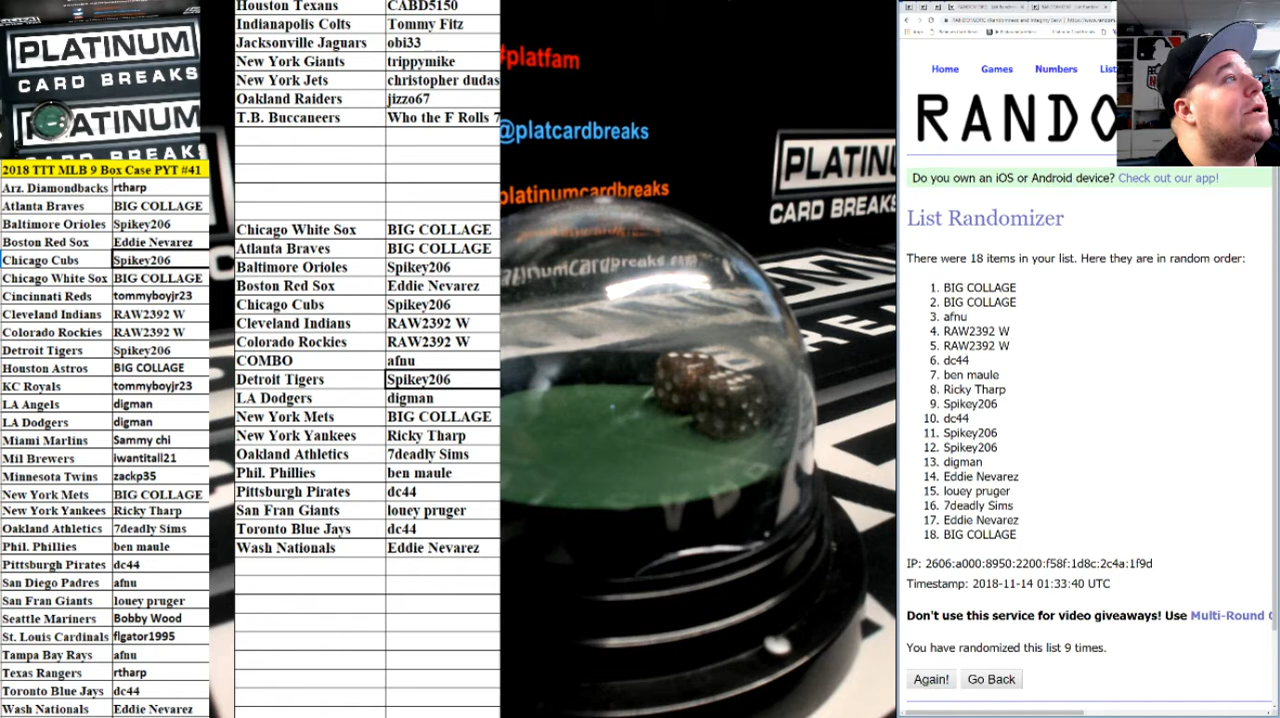 PLATINUM
CARD BREAKS
PLATINUM
CARD BREAKS
2018 TTT MLB 9 Box Case PYT #41
Arz. Diamondbacks rtharp
Atlanta Braves BIG COLLAGE
Baltimore Orioles Spikey206
Boston Red Sox Eddie Nevarez
Chicago Cubs Spikey206
Chicago White Sox BIG COLLAGE
Cincinnati Reds tommyboyjr23
Cleveland Indians RAW2392 W
Colorado Rockies RAW2392 W
Detroit Tigers Spikey206
Houston Astros BIG COLLAGE
KC Royals tommyboyjr23
LA Angels digman
LA Dodgers digman
Miami Marlins Sammy chi
Mil Brewers iwantitall21
Minnesota Twins zackp35
New York Mets BIG COLLAGE
New York Yankees Ricky Tharp
Oakland Athletics 7deadly Sims
Phil. Phillies ben maule
Pittsburgh Pirates dc44
San Diego Padres afnu
San Fran Giants louey pruger
Seattle Mariners Bobby Wood
St. Louis Cardinals flgator1995
Tampa Bay Rays afnu
Texas Rangers rtharp
Toronto Blue Jays dc44
Wash Nationals Eddie Nevarez
Houston Texans CABD5150
Indianapolis Colts Tommy Fitz
Jacksonville Jaguars
New York trippymike
New York Jets christopher dudas
Oakland Raiders jizzo67
T.B. Buccaneers Who the F Rolls 7
Chicago White Sox BIG COLLAGE
Atlanta Braves BIG COLLAGE
Baltimore Orioles Spikey206
Boston Red Sox Eddie Nevarez
Chicago Cubs Spikey206
Cleveland Indians RAW2392 W
Colorado Rockies RAW2392 W
COMBO afnu
Detroit Tigers Spikey206
LA Dodgers digman
New York Mets BIG COLLAGE
New York Yankees Ricky Tharp
Oakland Athletics 7deadly Sims
Phil. Phillies ben maule
Pittsburgh Pirates dc44
San Fran Giants louey pruger
Toronto Blue Jays dc44
Wash Nationals Eddie Nevarez
#platfam
@platcardbreaks
platinumcardbreaks
PLATINUM
CARD BREAKS
Home Games Numbers List
RANDO
Do you own an iOS or Android device? Check out our app!
List Randomizer
There were 18 items in your list. Here they are in random order:
1. BIG COLLAGE
2. BIG COLLAGE
3. afnu
4. RAW2392 W
5. RAW2392 W
6. dc44
7. ben maule
8. Ricky Tharp
9. Spikey206
10. dc44
11. Spikey206
12. Spikey206
13. digman
14. Eddie Nevarez
15. louey pruger
16. 7deadly Sims
17. Eddie Nevarez
18. BIG COLLAGE
IP: 2606:a000:8950:2200:f58f:1d8c:2c4a:1f9d
Timestamp: 2018-11-14 01:33:40 UTC
Don't use this service for video giveaways! Use Multi-Round
You have randomized this list 9 times.
Again! Go Back